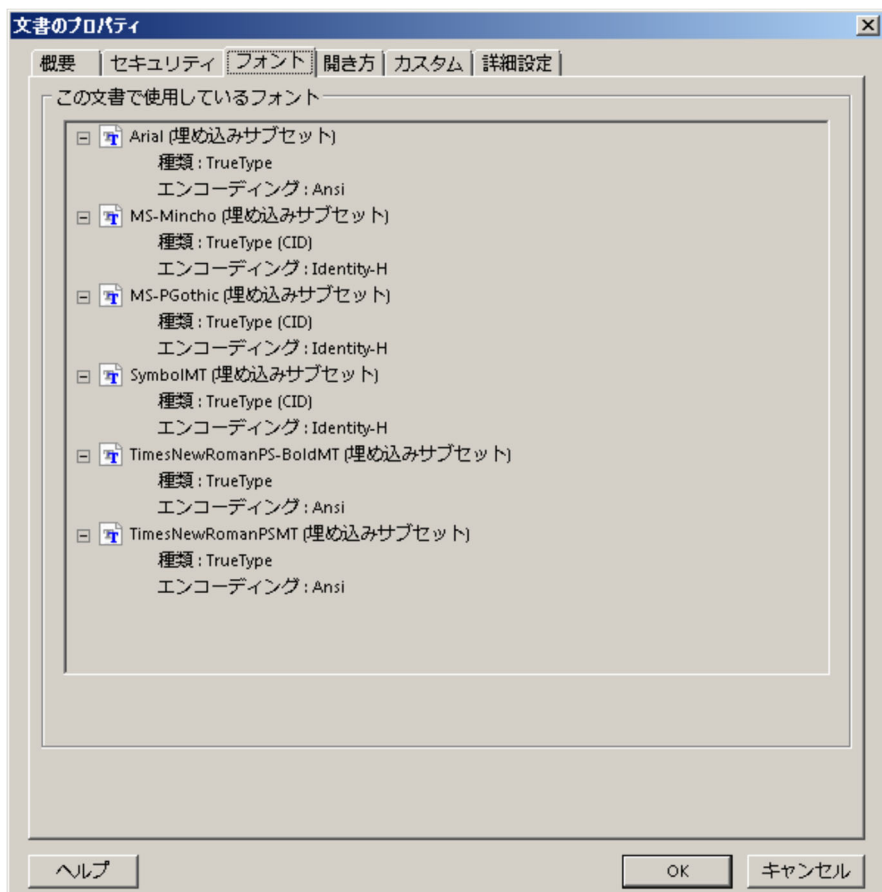 文書のプロパティ
概要 セキュリティ フォント 開き方 カスタム 詳細設定
この文書で使用しているフォント
Arial (埋め込みサブセット)
種類 : TrueType
エンコーディング : Ansi
MS-Mincho (埋め込みサブセット)
種類 : TrueType (CID)
エンコーディング : Identity-H
MS-PGothic (埋め込みサブセット)
種類 : TrueType (CID)
エンコーディング : Identity-H
SymbolMT (埋め込みサブセット)
種類 : TrueType (CID)
エンコーディング : Identity-H
TimesNewRomanPS-BoldMT (埋め込みサブセット)
種類 : TrueType
エンコーディング : Ansi
TimesNewRomanPSMT (埋め込みサブセット)
種類 : TrueType
エンコーディング : Ansi
ヘルプ OK キャンセル